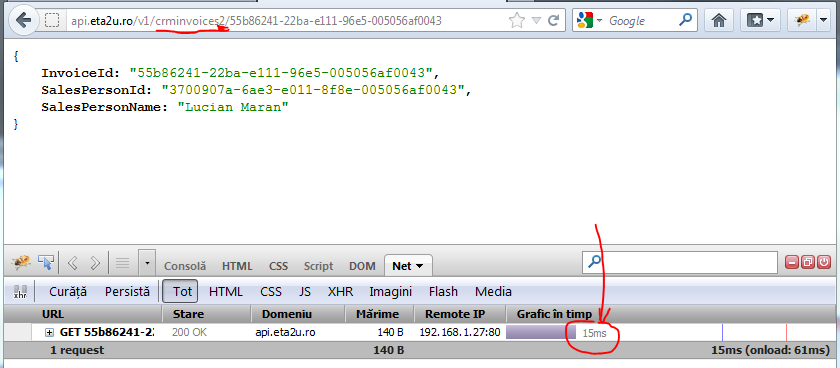 api.eta2u.ro/v1/crminvoices2/55b86241-22ba-e111-96e5-005056af0043
Google
{
InvoiceId: "55b86241-22ba-e111-96e5-005056af0043",
SalesPersonId: "3700907a-6ae3-e011-8f8e-005056af0043",
SalesPersonName: "Lucian Maran"
}
Consolă HTML CSS Script DOM Net
xhr Curăță Persistă Tot HTML CSS JS XHR Imagini Flash Media
URL Stare Domeniu Mărime Remote IP Grafic în timp
GET 55b86241-22 200 OK api.eta2u.ro 140 B 192.168.1.27:80 15ms
1 request 140 B 15ms (onload: 61ms)